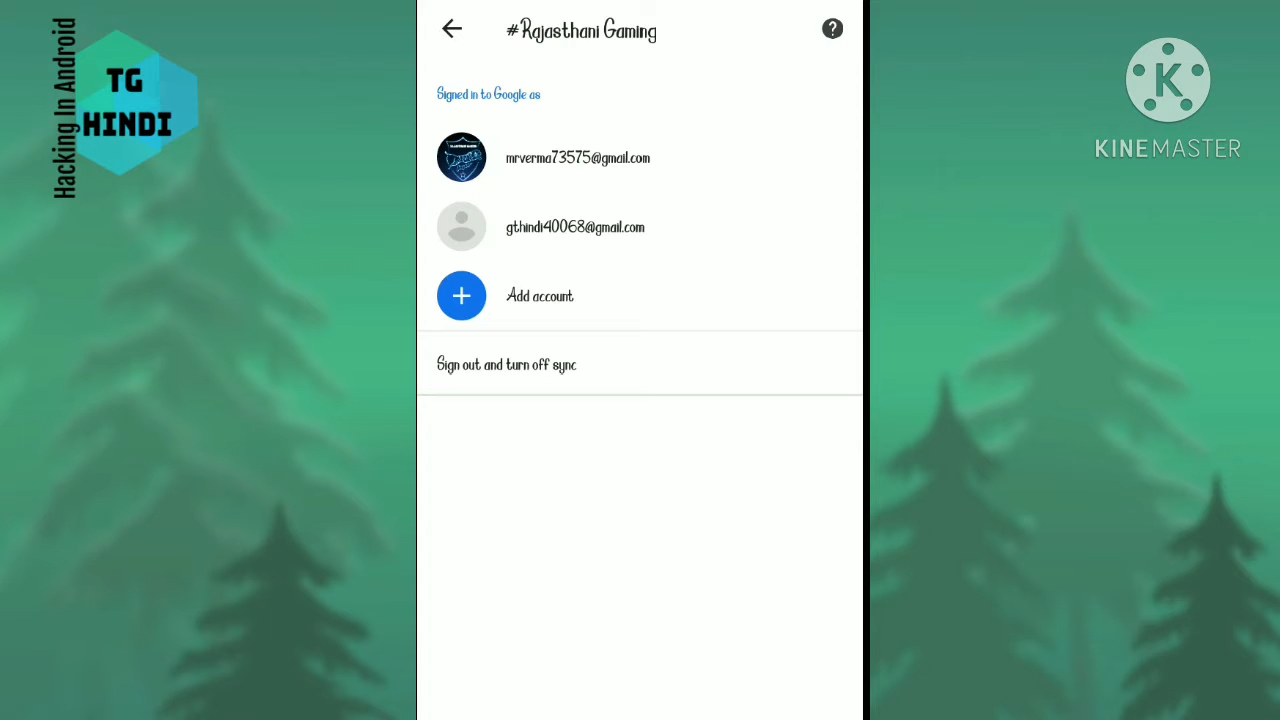 Hacking In Android
TG
HINDI
#Rajasthani Gaming
?
Signed in to Google as
mrverma73575@gmail.com
gthindi40068@gmail.com
Add account
Sign out and turn off sync
K
KINEMASTER